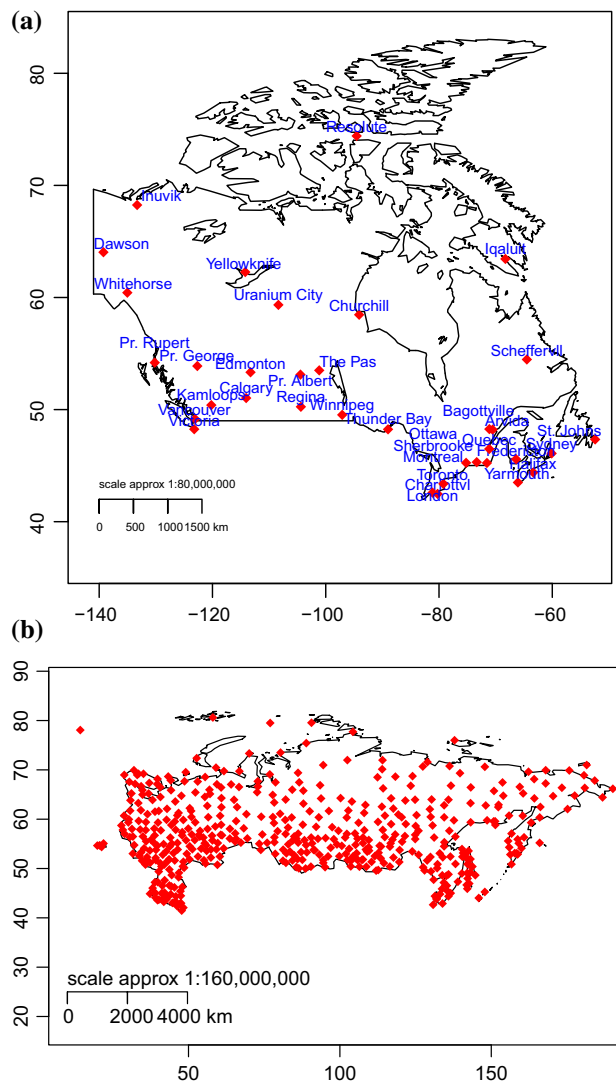 (a)
80
70
60
50
40
Resolute
Inuvik
Dawson
Iqaluit
Yellowknife
Whitehorse
Uranium City
Churchill
Pr. Rupert
Pr. George
Scheffervll
Edmonton
The Pas
Pr. Albert
Calgary
Kamloops
Regina
Winnipeg
Vancouver
Victoria
Thunder Bay
Bagottville
Arvida
St. Johns
Ottawa
Quebec
Sydney
Sherbrooke
Fredericton
Montreal
Halifax
Toronto
Yarmouth
Charlottvl
London
scale approx 1:80,000,000
0 500 1000 1500 km
−140 −120 −100 −80 −60
(b)
90
80
70
60
50
40
30
20
scale approx 1:160,000,000
0 2000 4000 km
50 100 150